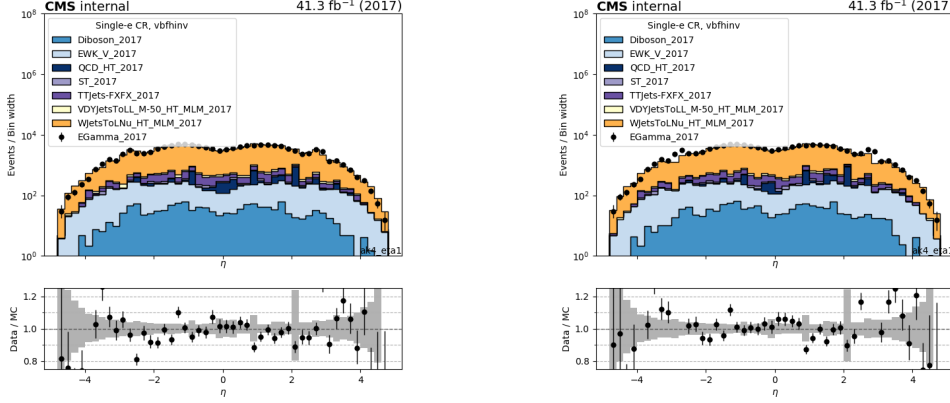 CMS internal 41.3 fb⁻¹ (2017)
Single-e CR, vbfhinv
Diboson_2017
EWK_V_2017
QCD_HT_2017
ST_2017
TTJets-FXFX_2017
VDYJetsToLL_M-50_HT_MLM_2017
WJetsToLNu_HT_MLM_2017
EGamma_2017
Events / Bin width
10⁸
10⁶
10⁴
10²
10⁰
ak4_eta1
η
Data / MC
1.2
1.0
0.8
−4 −2 0 2 4
η
CMS internal 41.3 fb⁻¹ (2017)
Single-e CR, vbfhinv
Diboson_2017
EWK_V_2017
QCD_HT_2017
ST_2017
TTJets-FXFX_2017
VDYJetsToLL_M-50_HT_MLM_2017
WJetsToLNu_HT_MLM_2017
EGamma_2017
Events / Bin width
10⁸
10⁶
10⁴
10²
10⁰
ak4_eta1
η
Data / MC
1.2
1.0
0.8
−4 −2 0 2 4
η